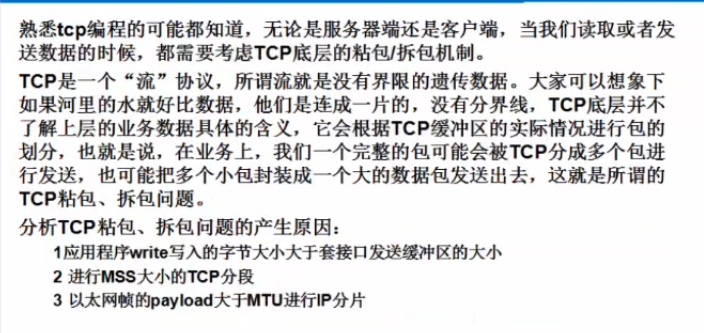 熟悉tcp编程的可能都知道，无论是服务器端还是客户端，当我们读取或者发
送数据的时候，都需要考虑TCP底层的粘包/拆包机制。
TCP是一个“流”协议，所谓流就是没有界限的遗传数据。大家可以想象下
如果河里的水就好比数据，他们是连成一片的，没有分界线，TCP底层并不
了解上层的业务数据具体的含义，它会根据TCP缓冲区的实际情况进行包的
划分，也就是说，在业务上，我们一个完整的包可能会被TCP分成多个包进
行发送，也可能把多个小包封装成一个大的数据包发送出去，这就是所谓的
TCP粘包、拆包问题。
分析TCP粘包、拆包问题的产生原因：
1应用程序write写入的字节大小大于套接口发送缓冲区的大小
2 进行MSS大小的TCP分段
3 以太网帧的payload大于MTU进行IP分片